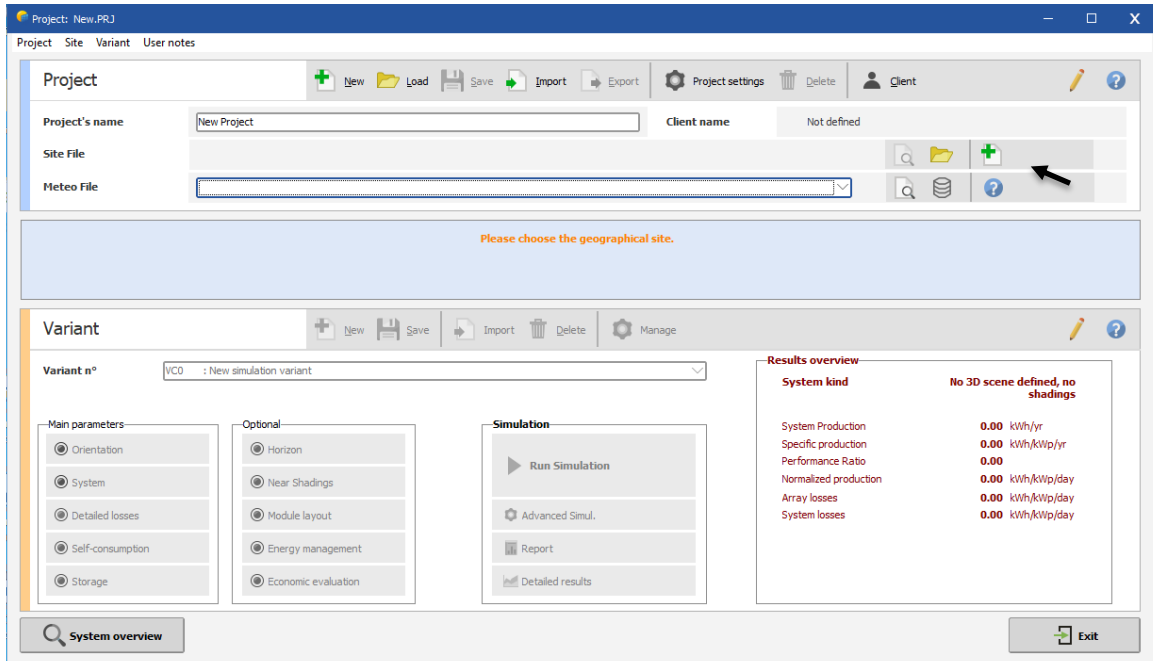 Project: New.PRJ
Project Site Variant User notes
Project New Load Save Import Export Project settings Delete Client
Project's name New Project Client name Not defined
Site File
Meteo File
Please choose the geographical site.
Variant New Save Import Delete Manage
Variant n° VC0 : New simulation variant
Results overview
System kind No 3D scene defined, no
shadings
Main parameters Optional Simulation
System Production 0.00 kWh/yr
Orientation Horizon Run Simulation Specific production 0.00 kWh/kWp/yr
Performance Ratio 0.00
System Near Shadings Normalized production 0.00 kWh/kWp/day
Array losses 0.00 kWh/kWp/day
Detailed losses Module layout Advanced Simul. System losses 0.00 kWh/kWp/day
Self-consumption Energy management Report
Storage Economic evaluation Detailed results
System overview Exit